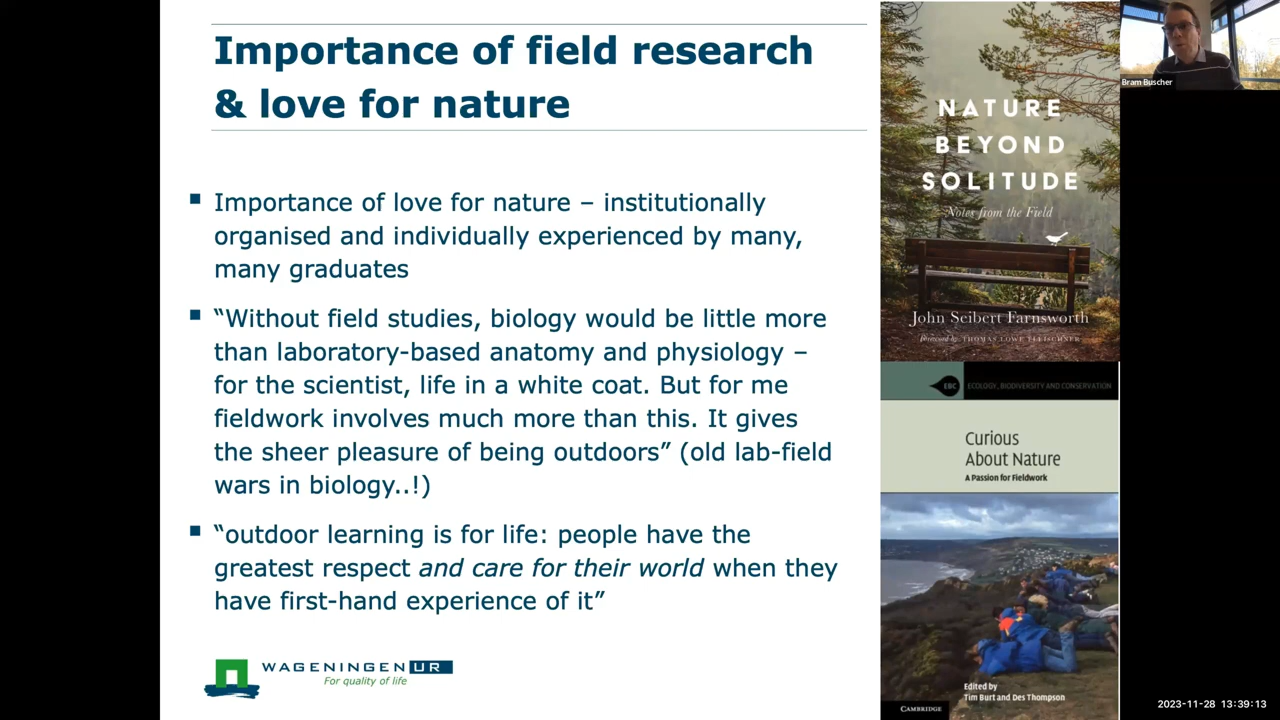 Importance of field research
& love for nature
Importance of love for nature – institutionally
organised and individually experienced by many,
many graduates
“Without field studies, biology would be little more
than laboratory-based anatomy and physiology –
for the scientist, life in a white coat. But for me
fieldwork involves much more than this. It gives
the sheer pleasure of being outdoors” (old lab-field
wars in biology..!)
“outdoor learning is for life: people have the
greatest respect and care for their world when they
have first-hand experience of it”
WAGENINGEN UR
For quality of life
NATURE
BEYOND
SOLITUDE
Notes from the Field
John Seibert Farnsworth
Foreword by THOMAS LOWE FLEISCHNER
EBC ECOLOGY, BIODIVERSITY AND CONSERVATION
Curious
About Nature
A Passion for Fieldwork
Edited by
Tim Burt and Des Thompson
CAMBRIDGE
Bram Buscher
2023-11-28 13:39:13